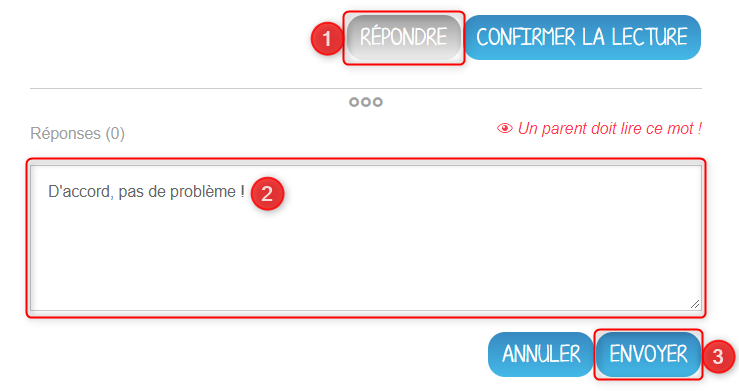 1 RÉPONDRE CONFIRMER LA LECTURE
Réponses (0) Un parent doit lire ce mot !
D'accord, pas de problème ! 2
ANNULER ENVOYER 3